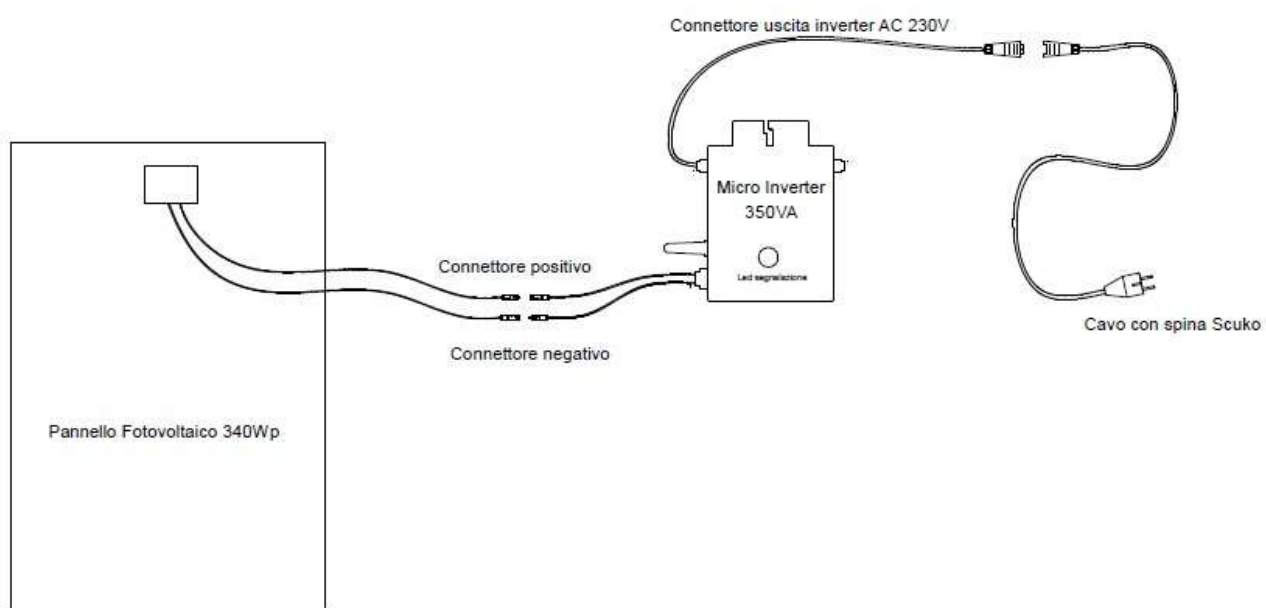 Connettore uscita inverter AC 230V
Micro Inverter
350VA
Led segnalazione
Connettore positivo
Connettore negativo
Cavo con spina Scuko
Pannello Fotovoltaico 340Wp